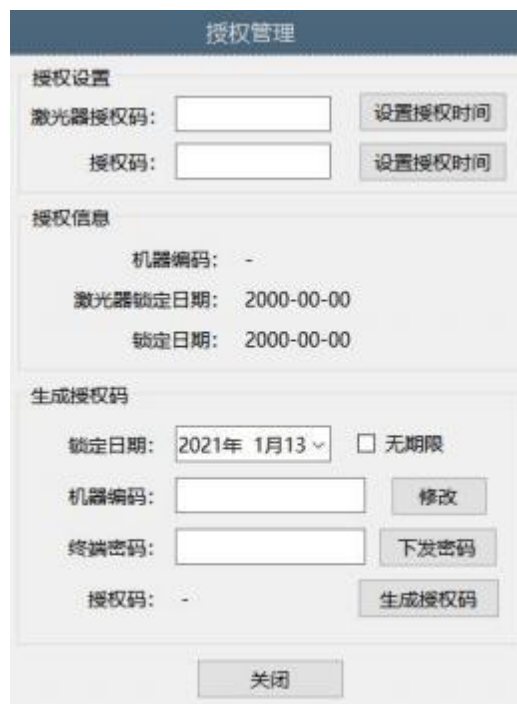 授权管理
授权设置
激光器授权码： 设置授权时间
授权码： 设置授权时间
授权信息
机器编码： -
激光器锁定日期： 2000-00-00
锁定日期： 2000-00-00
生成授权码
锁定日期： 2021年 1月13 无期限
机器编码： 修改
终端密码： 下发密码
授权码： - 生成授权码
关闭